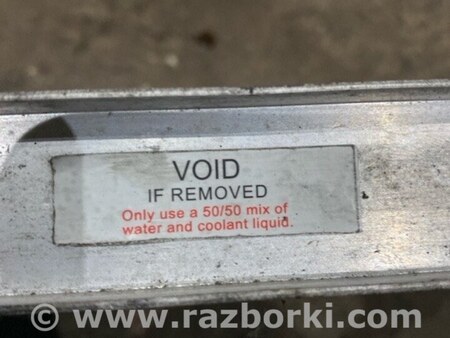 VOID
IF REMOVED
Only use a 50/50 mix of
water and coolant liquid.
© www.razborki.com